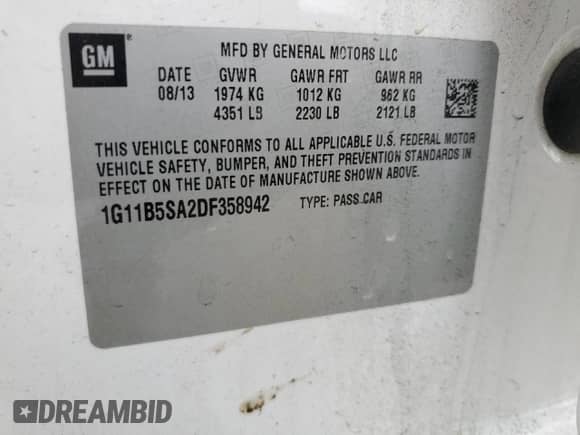 GM
MFD BY GENERAL MOTORS LLC
DATE GVWR GAWR FRT GAWR RR
08/13 1974 KG 1012 KG 962 KG
4351 LB 2230 LB 2121 LB
THIS VEHICLE CONFORMS TO ALL APPLICABLE U.S. FEDERAL MOTOR
VEHICLE SAFETY, BUMPER, AND THEFT PREVENTION STANDARDS IN
EFFECT ON THE DATE OF MANUFACTURE SHOWN ABOVE.
1G11B5SA2DF358942 TYPE: PASS CAR
DREAMBID